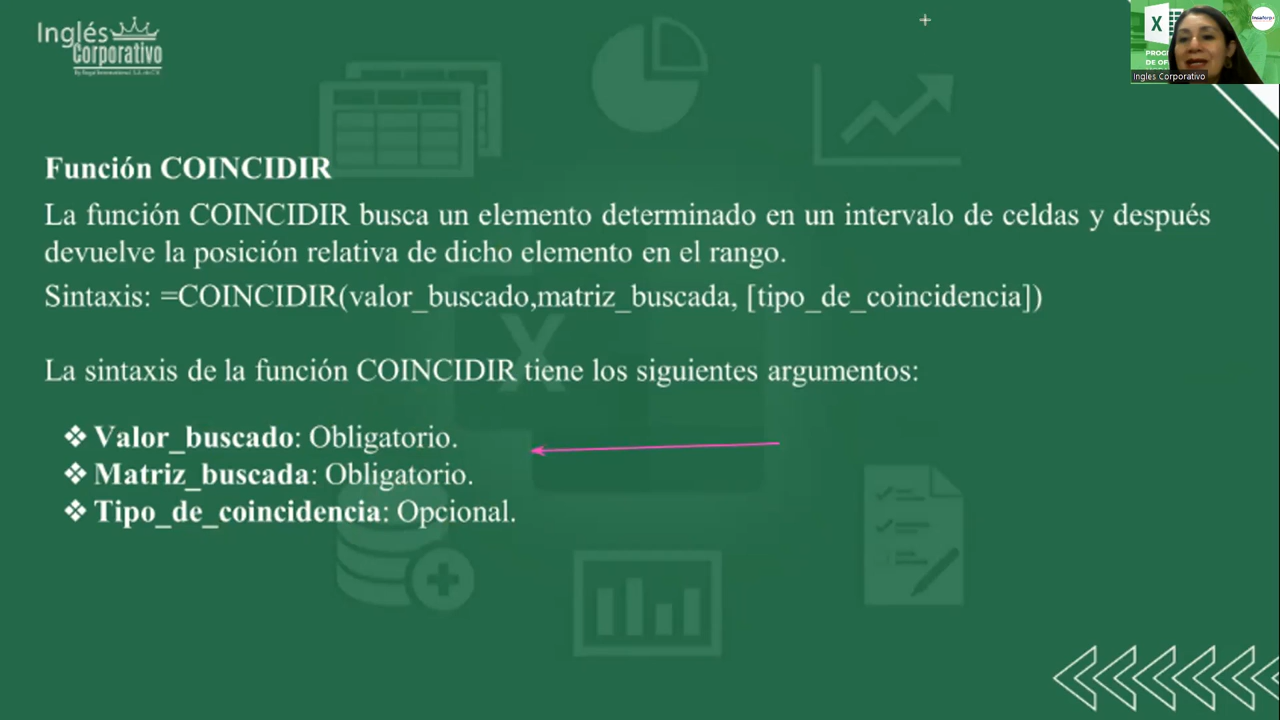 Inglés
Corporativo
Función COINCIDIR
La función COINCIDIR busca un elemento determinado en un intervalo de celdas y después
devuelve la posición relativa de dicho elemento en el rango.
Sintaxis: =COINCIDIR(valor_buscado,matriz_buscada, [tipo_de_coincidencia])
La sintaxis de la función COINCIDIR tiene los siguientes argumentos:
❖ Valor_buscado: Obligatorio.
❖ Matriz_buscada: Obligatorio.
❖ Tipo_de_coincidencia: Opcional.
X
Ingles Corporativo